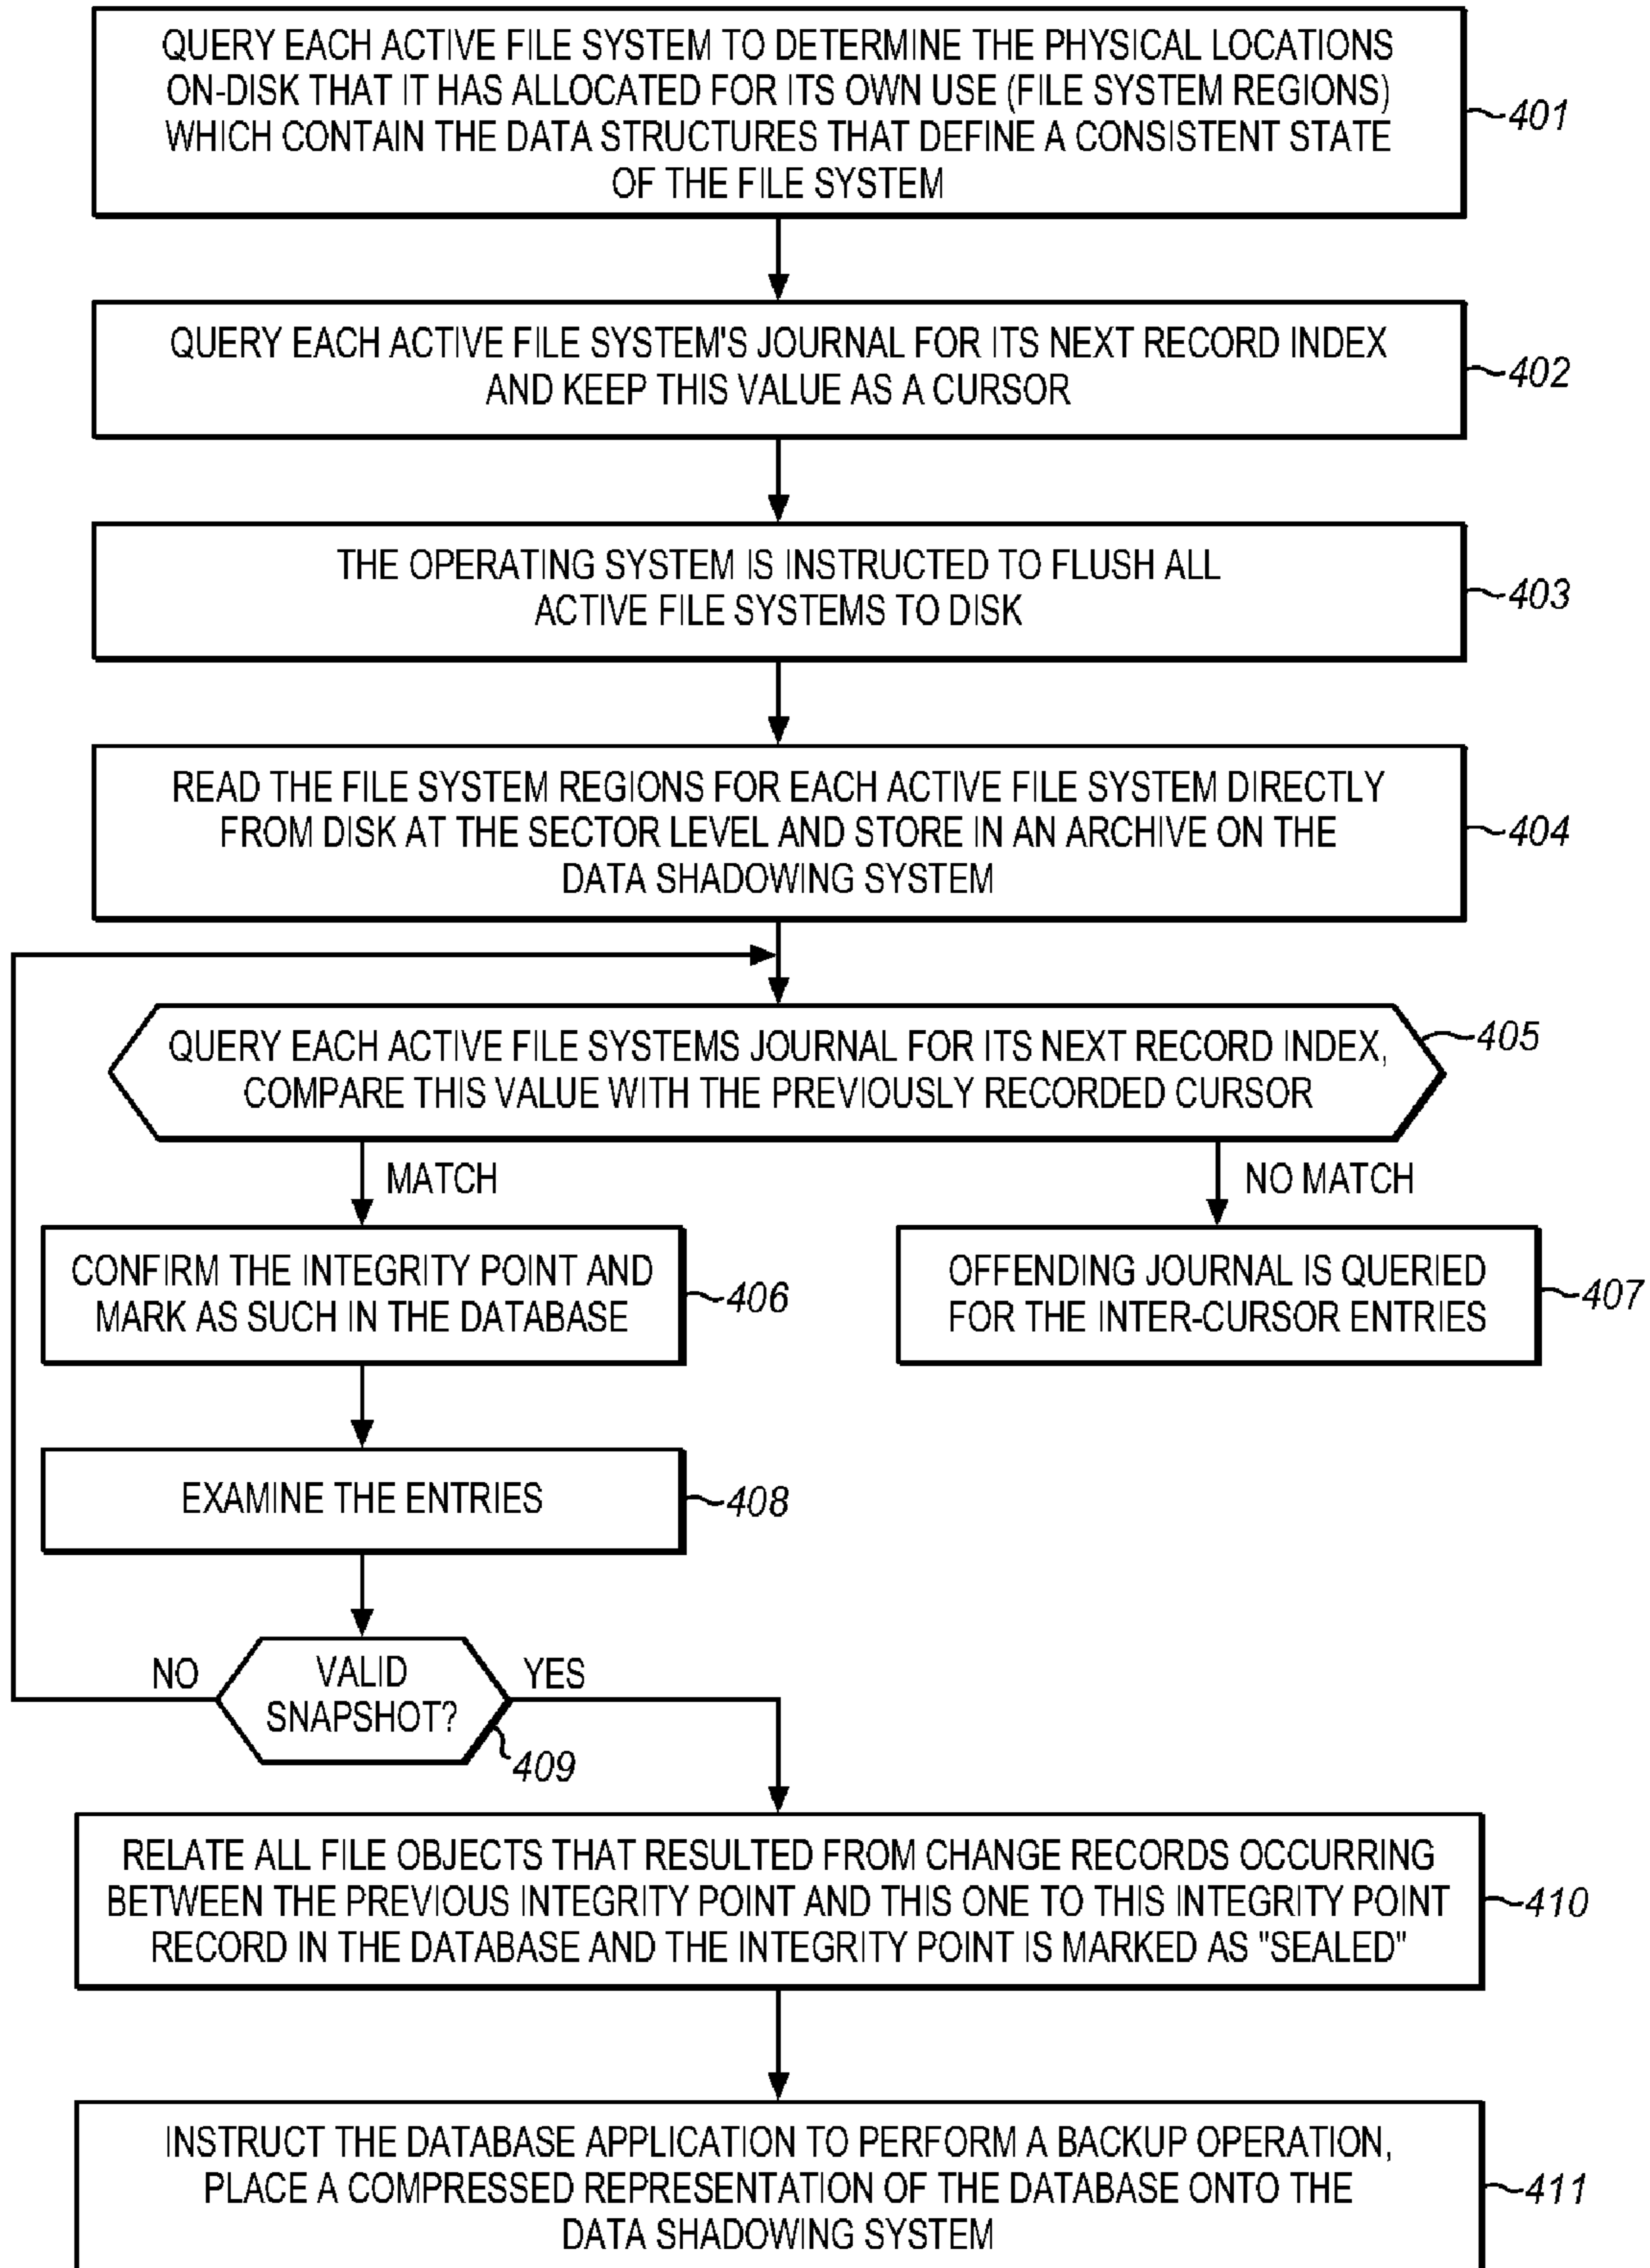 QUERY EACH ACTIVE FILE SYSTEM TO DETERMINE THE PHYSICAL LOCATIONS
ON-DISK THAT IT HAS ALLOCATED FOR ITS OWN USE (FILE SYSTEM REGIONS)
WHICH CONTAIN THE DATA STRUCTURES THAT DEFINE A CONSISTENT STATE
OF THE FILE SYSTEM
401
QUERY EACH ACTIVE FILE SYSTEM'S JOURNAL FOR ITS NEXT RECORD INDEX
AND KEEP THIS VALUE AS A CURSOR
402
THE OPERATING SYSTEM IS INSTRUCTED TO FLUSH ALL
ACTIVE FILE SYSTEMS TO DISK
403
READ THE FILE SYSTEM REGIONS FOR EACH ACTIVE FILE SYSTEM DIRECTLY
FROM DISK AT THE SECTOR LEVEL AND STORE IN AN ARCHIVE ON THE
DATA SHADOWING SYSTEM
404
QUERY EACH ACTIVE FILE SYSTEMS JOURNAL FOR ITS NEXT RECORD INDEX,
COMPARE THIS VALUE WITH THE PREVIOUSLY RECORDED CURSOR
405
MATCH
NO MATCH
CONFIRM THE INTEGRITY POINT AND
MARK AS SUCH IN THE DATABASE
406
OFFENDING JOURNAL IS QUERIED
FOR THE INTER-CURSOR ENTRIES
407
EXAMINE THE ENTRIES
408
NO
VALID
SNAPSHOT?
YES
409
RELATE ALL FILE OBJECTS THAT RESULTED FROM CHANGE RECORDS OCCURRING
BETWEEN THE PREVIOUS INTEGRITY POINT AND THIS ONE TO THIS INTEGRITY POINT
RECORD IN THE DATABASE AND THE INTEGRITY POINT IS MARKED AS "SEALED"
410
INSTRUCT THE DATABASE APPLICATION TO PERFORM A BACKUP OPERATION,
PLACE A COMPRESSED REPRESENTATION OF THE DATABASE ONTO THE
DATA SHADOWING SYSTEM
411